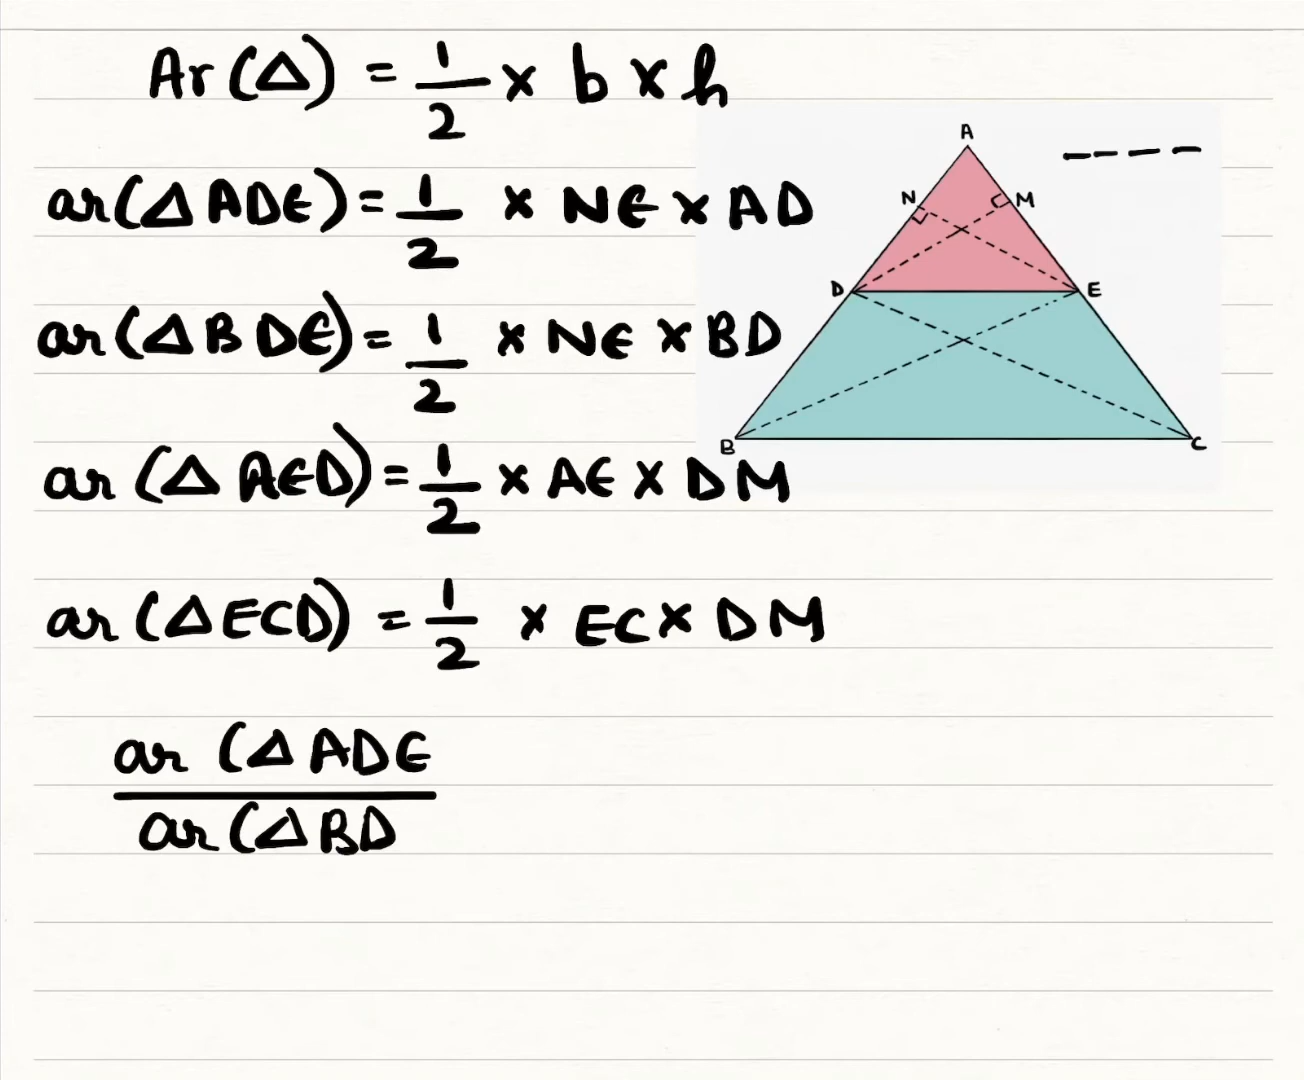 Ar(△) = 1/2 x b x h
ar(△ADE) = 1/2 x NE x AD
ar(△BDE) = 1/2 x NE x BD
ar(△AED) = 1/2 x AE x DM
ar(△ECD) = 1/2 x EC x DM
ar(△ADE
ar(△BD
A
N
M
D
E
B
C